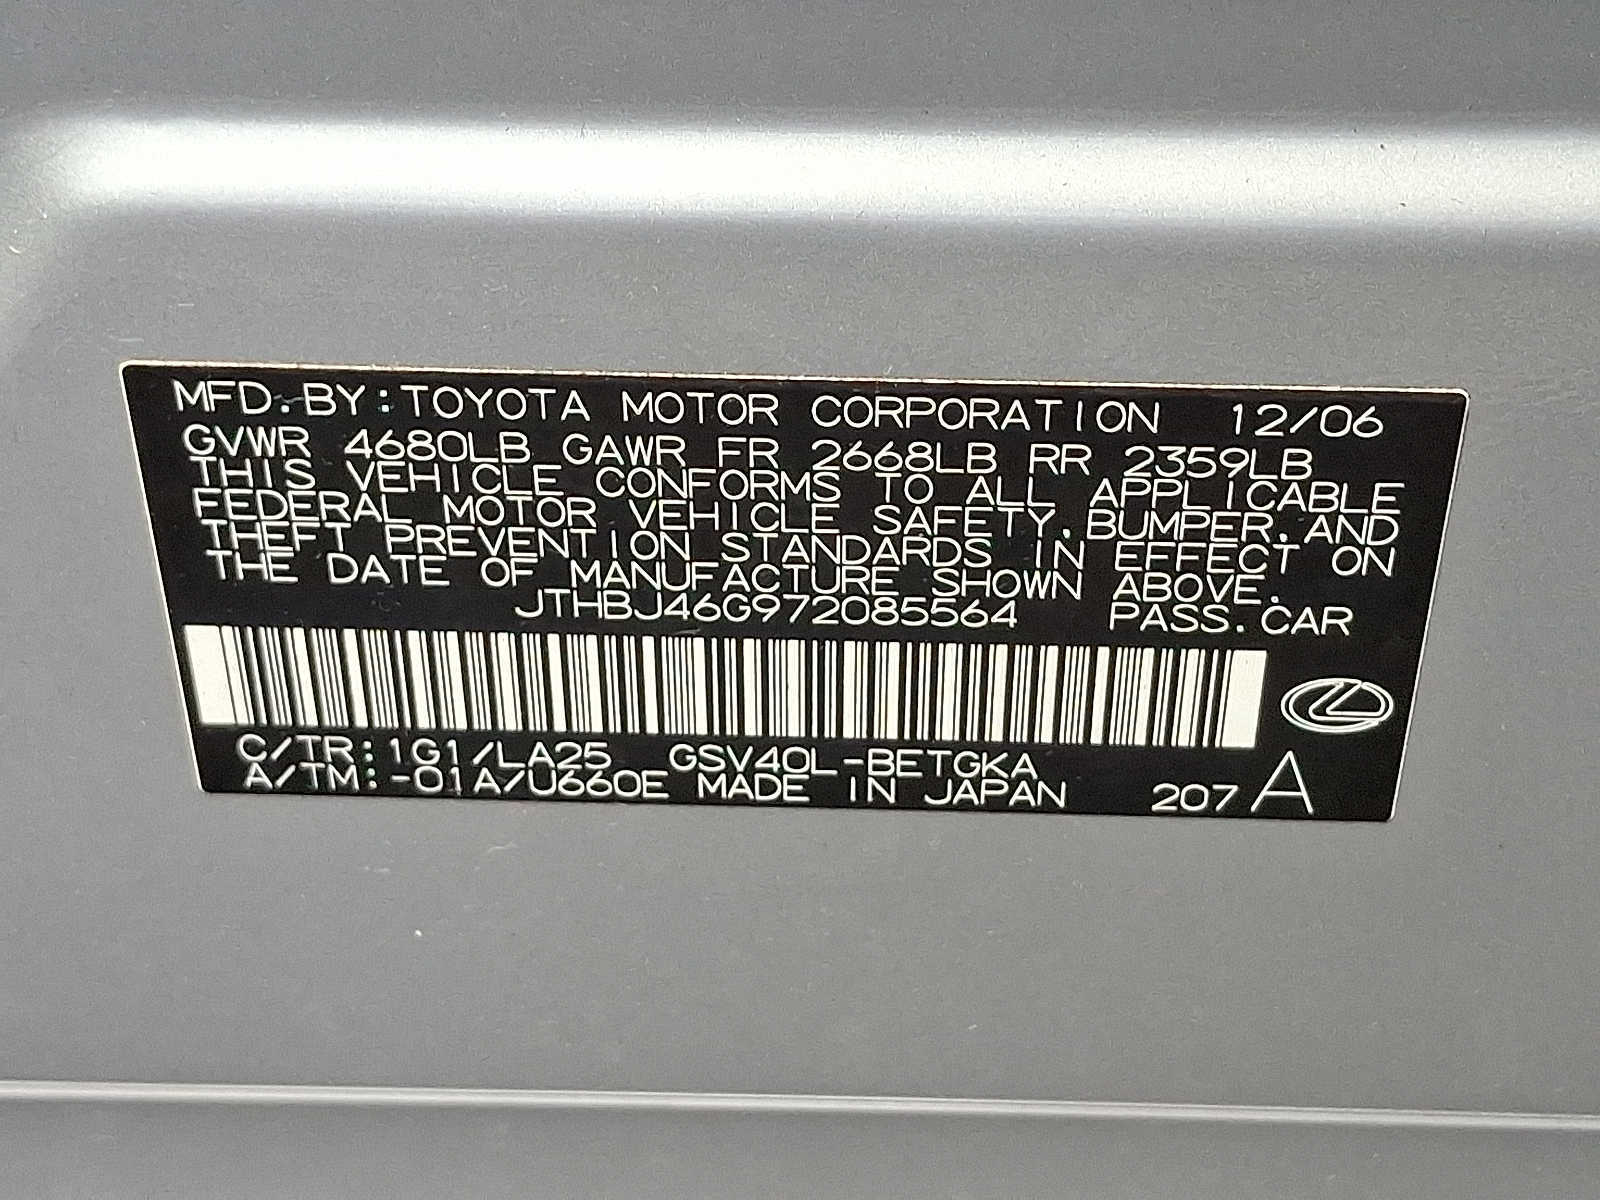 MFD.BY:TOYOTA MOTOR CORPORATION 12/06
GVWR 4680LB GAWR FR 2668LB RR 2359LB
THIS VEHICLE CONFORMS TO ALL APPLICABLE
FEDERAL MOTOR VEHICLE SAFETY.BUMPER.AND
THEFT PREVENTION STANDARDS IN EFFECT ON
THE DATE OF MANUFACTURE SHOWN ABOVE.
JTHBJ46G972085564 PASS.CAR
C/TR:1G1/LA25 GSV40L-BETGKA
A/TM:-01A/U660E MADE IN JAPAN 207 A